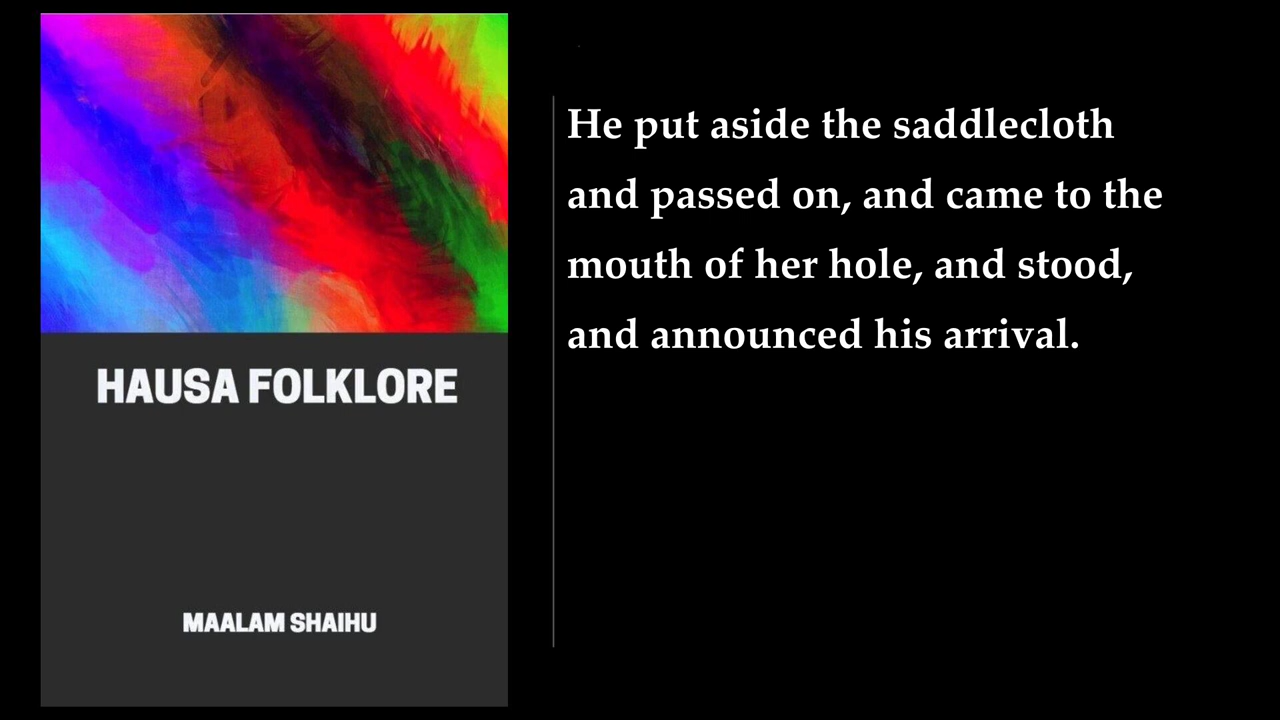 HAUSA FOLKLORE
MAALAM SHAIHU
He put aside the saddlecloth
and passed on, and came to the
mouth of her hole, and stood,
and announced his arrival.